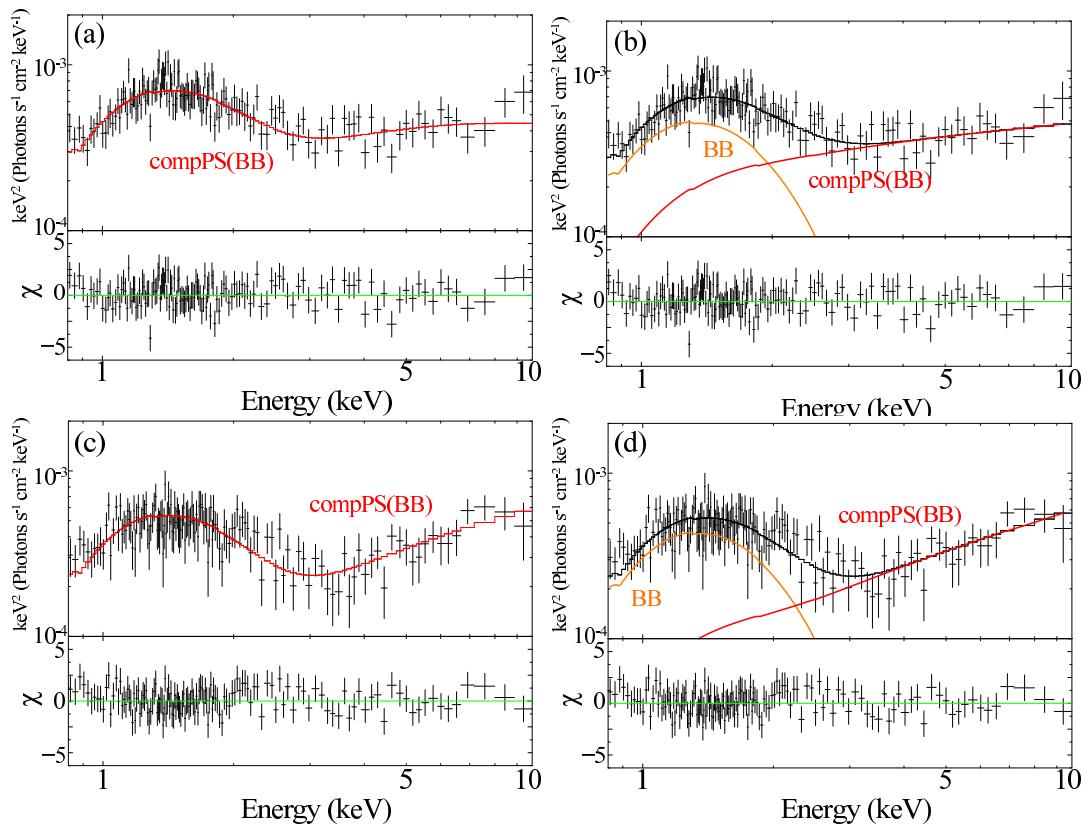 (a)
10⁻³
compPS(BB)
10⁻⁴
keV² (Photons s⁻¹ cm⁻² keV⁻¹)
5
χ
0
−5
1 5 10
Energy (keV)
(b)
10⁻³
BB
compPS(BB)
10⁻⁴
keV² (Photons s⁻¹ cm⁻² keV⁻¹)
5
χ
0
−5
1 5 10
Energy (keV)
(c)
10⁻³
compPS(BB)
10⁻⁴
keV² (Photons s⁻¹ cm⁻² keV⁻¹)
5
χ
0
−5
1 5 10
Energy (keV)
(d)
10⁻³
compPS(BB)
BB
10⁻⁴
keV² (Photons s⁻¹ cm⁻² keV⁻¹)
5
χ
0
−5
1 5 10
Energy (keV)